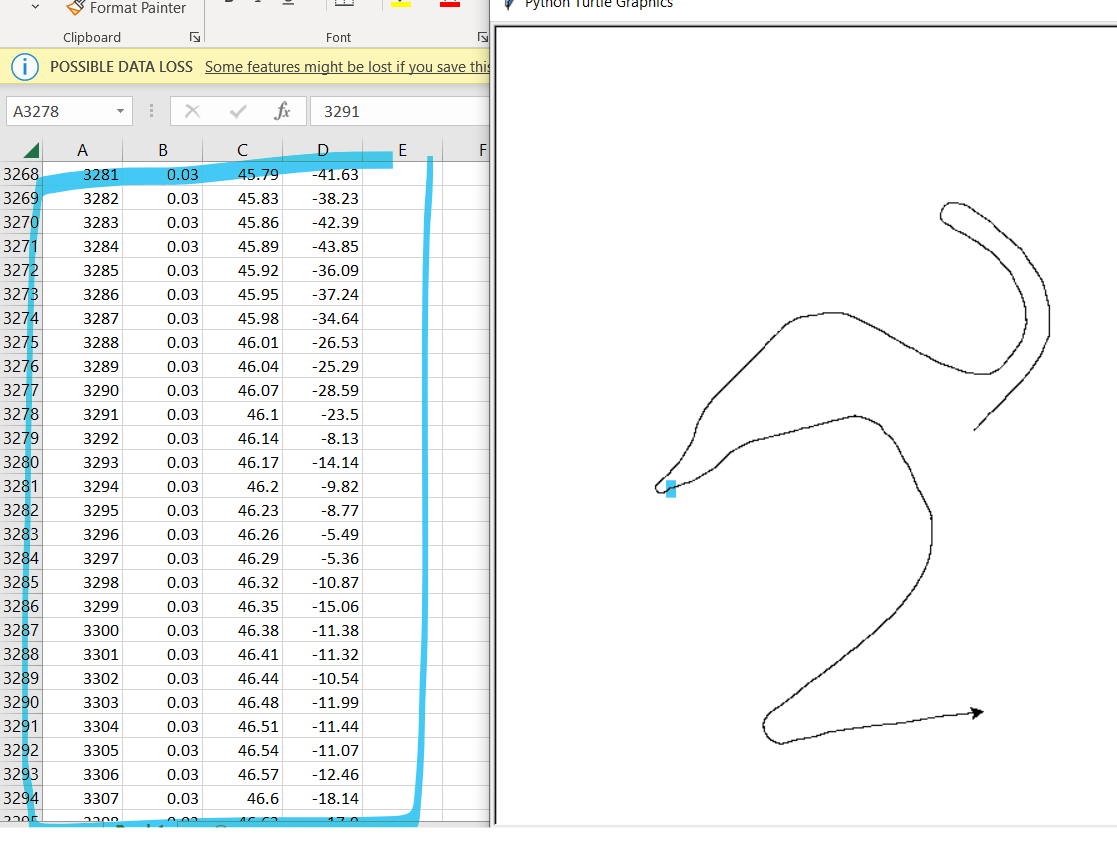 Format Painter
Python Turtle Graphics
Clipboard Font
POSSIBLE DATA LOSS Some features might be lost if you save this
A3278 fx 3291
A B C D E F
3268 3281 0.03 45.79 -41.63
3269 3282 0.03 45.83 -38.23
3270 3283 0.03 45.86 -42.39
3271 3284 0.03 45.89 -43.85
3272 3285 0.03 45.92 -36.09
3273 3286 0.03 45.95 -37.24
3274 3287 0.03 45.98 -34.64
3275 3288 0.03 46.01 -26.53
3276 3289 0.03 46.04 -25.29
3277 3290 0.03 46.07 -28.59
3278 3291 0.03 46.1 -23.5
3279 3292 0.03 46.14 -8.13
3280 3293 0.03 46.17 -14.14
3281 3294 0.03 46.2 -9.82
3282 3295 0.03 46.23 -8.77
3283 3296 0.03 46.26 -5.49
3284 3297 0.03 46.29 -5.36
3285 3298 0.03 46.32 -10.87
3286 3299 0.03 46.35 -15.06
3287 3300 0.03 46.38 -11.38
3288 3301 0.03 46.41 -11.32
3289 3302 0.03 46.44 -10.54
3290 3303 0.03 46.48 -11.99
3291 3304 0.03 46.51 -11.44
3292 3305 0.03 46.54 -11.07
3293 3306 0.03 46.57 -12.46
3294 3307 0.03 46.6 -18.14